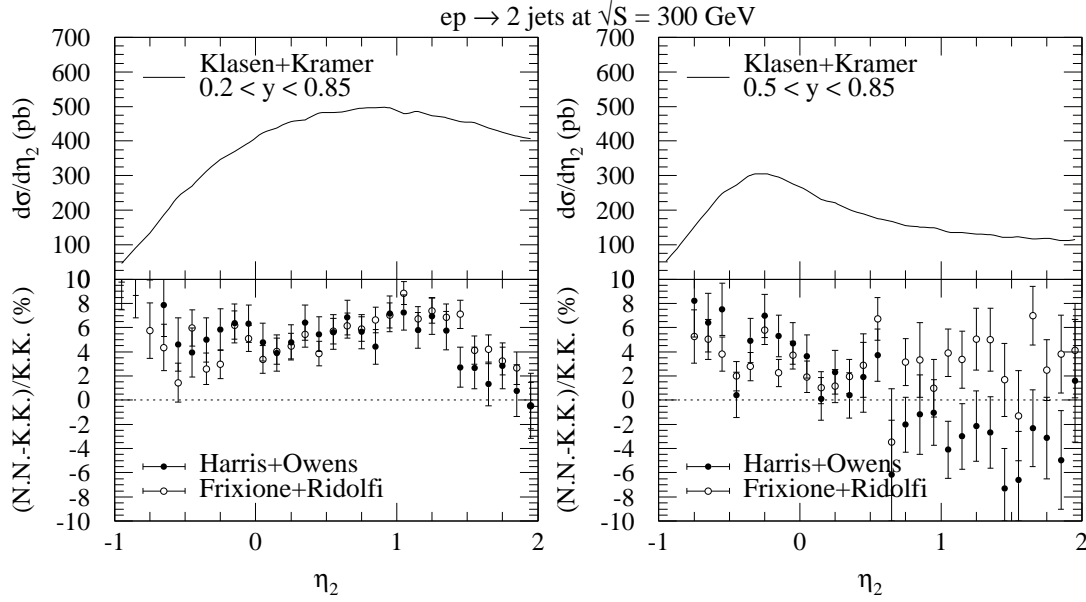 ep → 2 jets at √S = 300 GeV
dσ/dη₂ (pb)
700
600
500
400
300
200
100
Klasen+Kramer
0.2 < y < 0.85
(N.N.-K.K.)/K.K. (%)
10
8
6
4
2
0
-2
-4
-6
-8
-10
Harris+Owens
Frixione+Ridolfi
-1
0
1
2
η₂
dσ/dη₂ (pb)
700
600
500
400
300
200
100
Klasen+Kramer
0.5 < y < 0.85
(N.N.-K.K.)/K.K. (%)
10
8
6
4
2
0
-2
-4
-6
-8
-10
Harris+Owens
Frixione+Ridolfi
-1
0
1
2
η₂